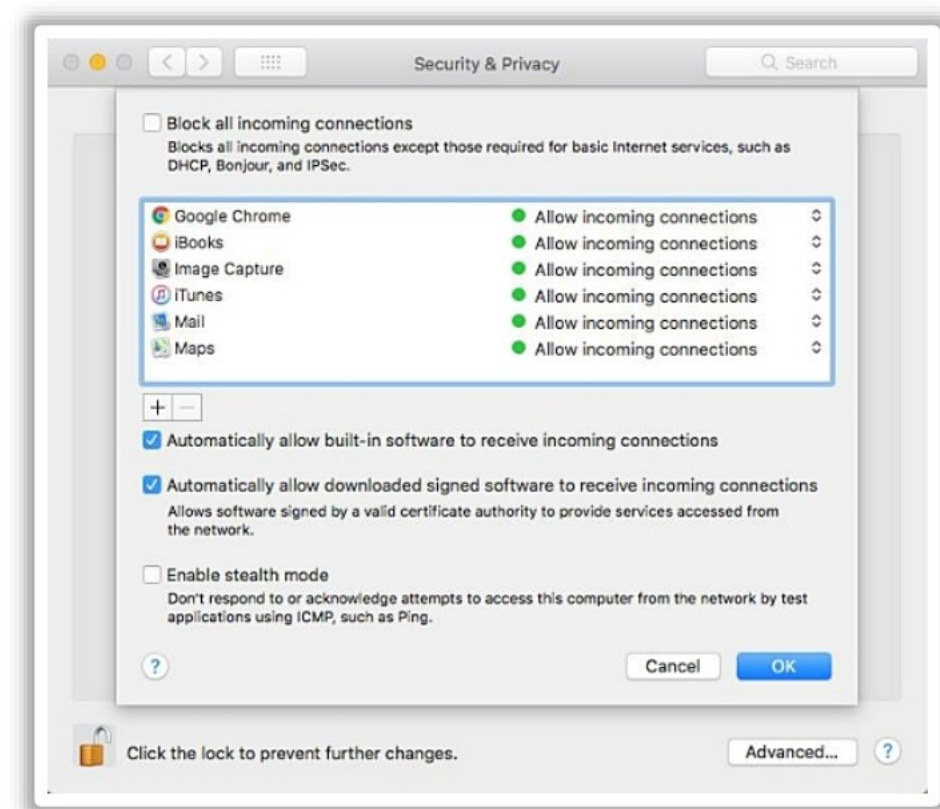 Security & Privacy
Search
Block all incoming connections
Blocks all incoming connections except those required for basic Internet services, such as
DHCP, Bonjour, and IPSec.
Google Chrome Allow incoming connections
iBooks Allow incoming connections
Image Capture Allow incoming connections
iTunes Allow incoming connections
Mail Allow incoming connections
Maps Allow incoming connections
+ −
Automatically allow built-in software to receive incoming connections
Automatically allow downloaded signed software to receive incoming connections
Allows software signed by a valid certificate authority to provide services accessed from
the network.
Enable stealth mode
Don't respond to or acknowledge attempts to access this computer from the network by test
applications using ICMP, such as Ping.
? Cancel OK
Click the lock to prevent further changes. Advanced... ?